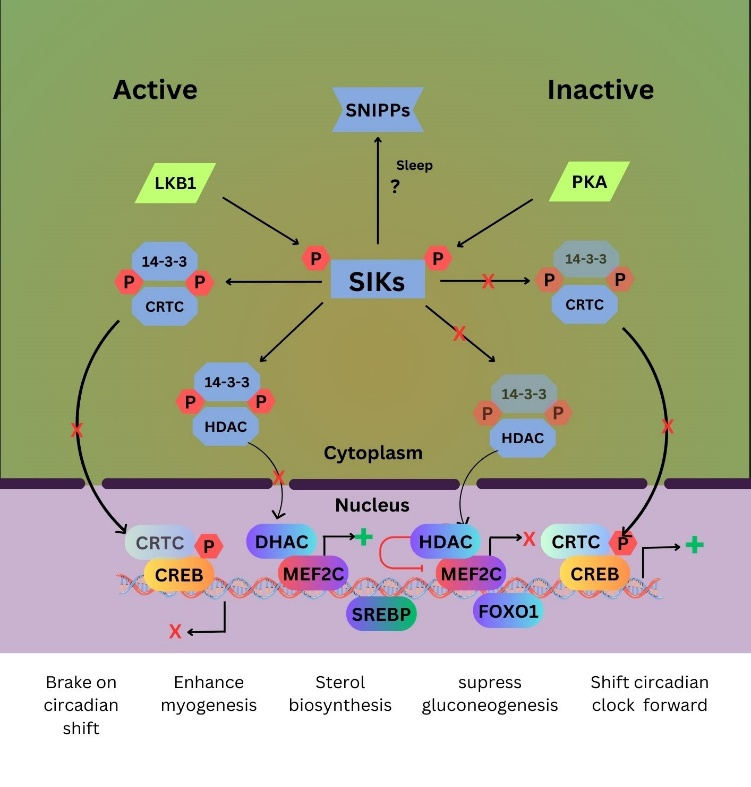 Active
Inactive
SNIPPs
Sleep
?
LKB1
PKA
P
P
14-3-3
P
P
CRTC
SIKs
X
14-3-3
P
P
CRTC
X
14-3-3
P
P
HDAC
14-3-3
P
P
HDAC
X
X
Cytoplasm
X
Nucleus
CRTC
P
CREB
DHAC
MEF2C
SREBP
HDAC
MEF2C
X
FOXO1
CRTC
P
CREB
X
Brake on
circadian
shift
Enhance
myogenesis
Sterol
biosynthesis
supress
gluconeogenesis
Shift circadian
clock forward